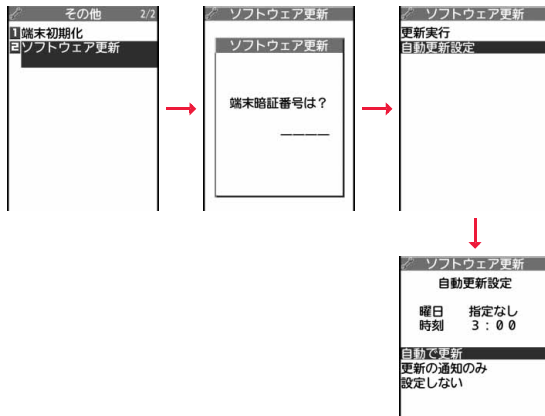 その他 2/2
1端末初期化
2ソフトウェア更新
ソフトウェア更新
ソフトウェア更新
端末暗証番号は?
____
ソフトウェア更新
更新実行
自動更新設定
ソフトウェア更新
自動更新設定
曜日 指定なし
時刻 3:00
自動で更新
更新の通知のみ
設定しない